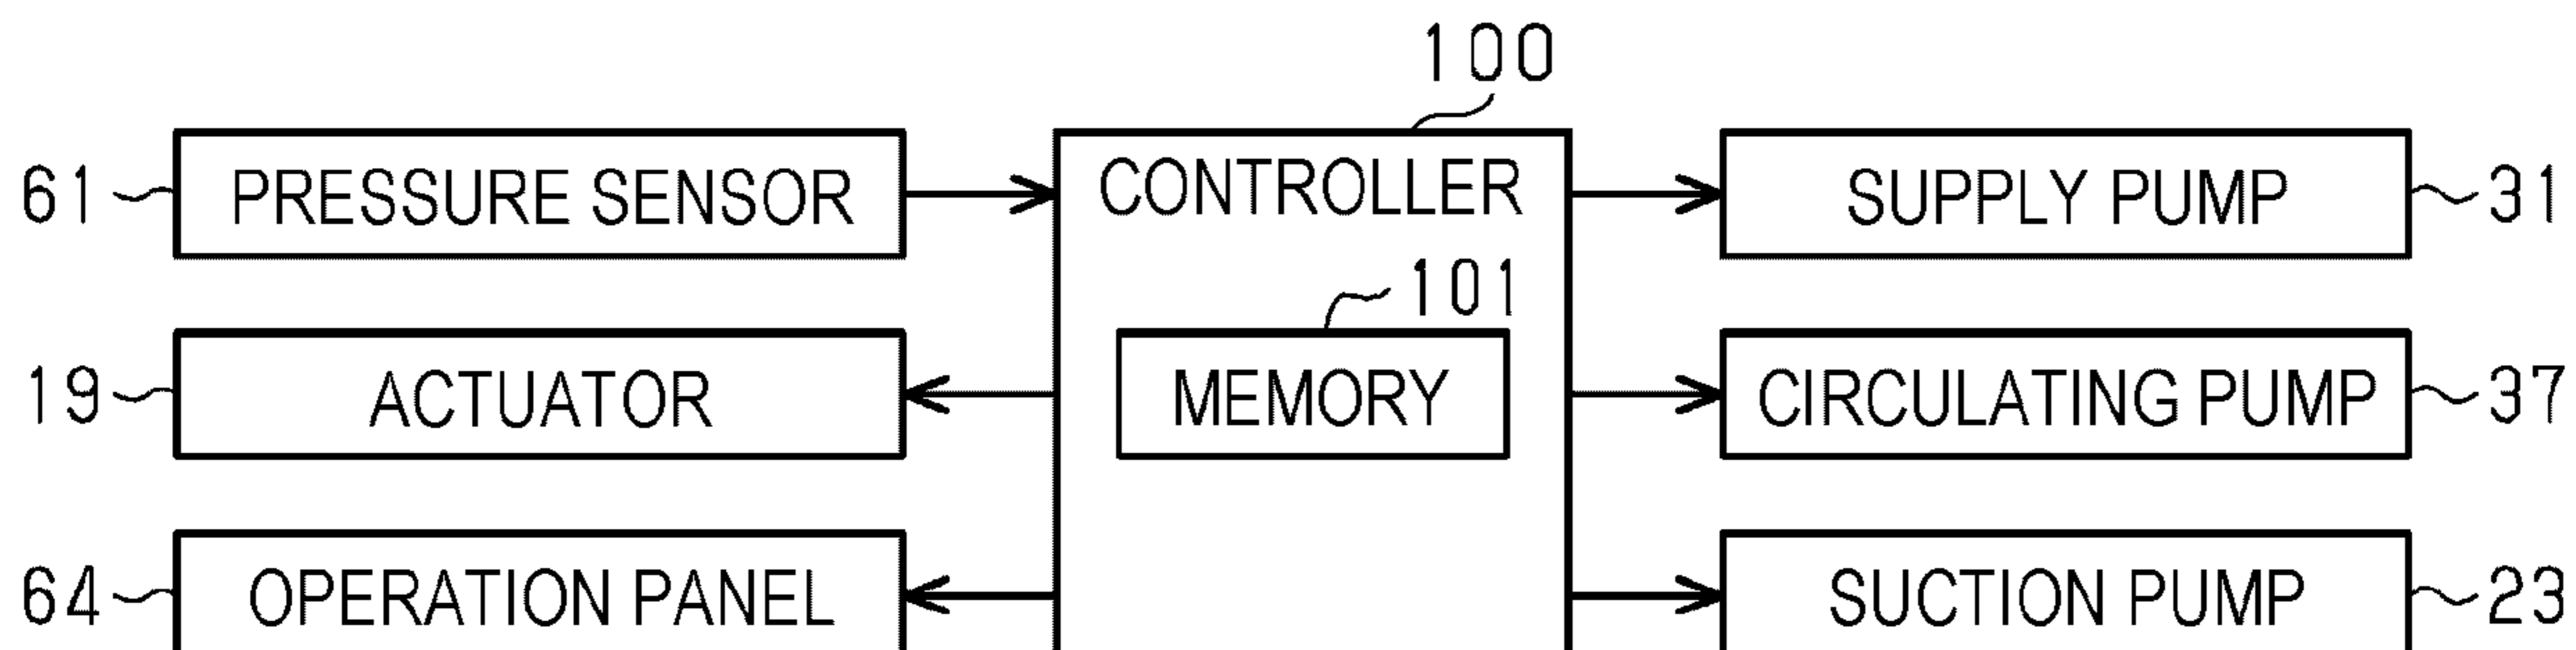 100
61 PRESSURE SENSOR CONTROLLER SUPPLY PUMP 31
101
19 ACTUATOR MEMORY CIRCULATING PUMP 37
64 OPERATION PANEL SUCTION PUMP 23